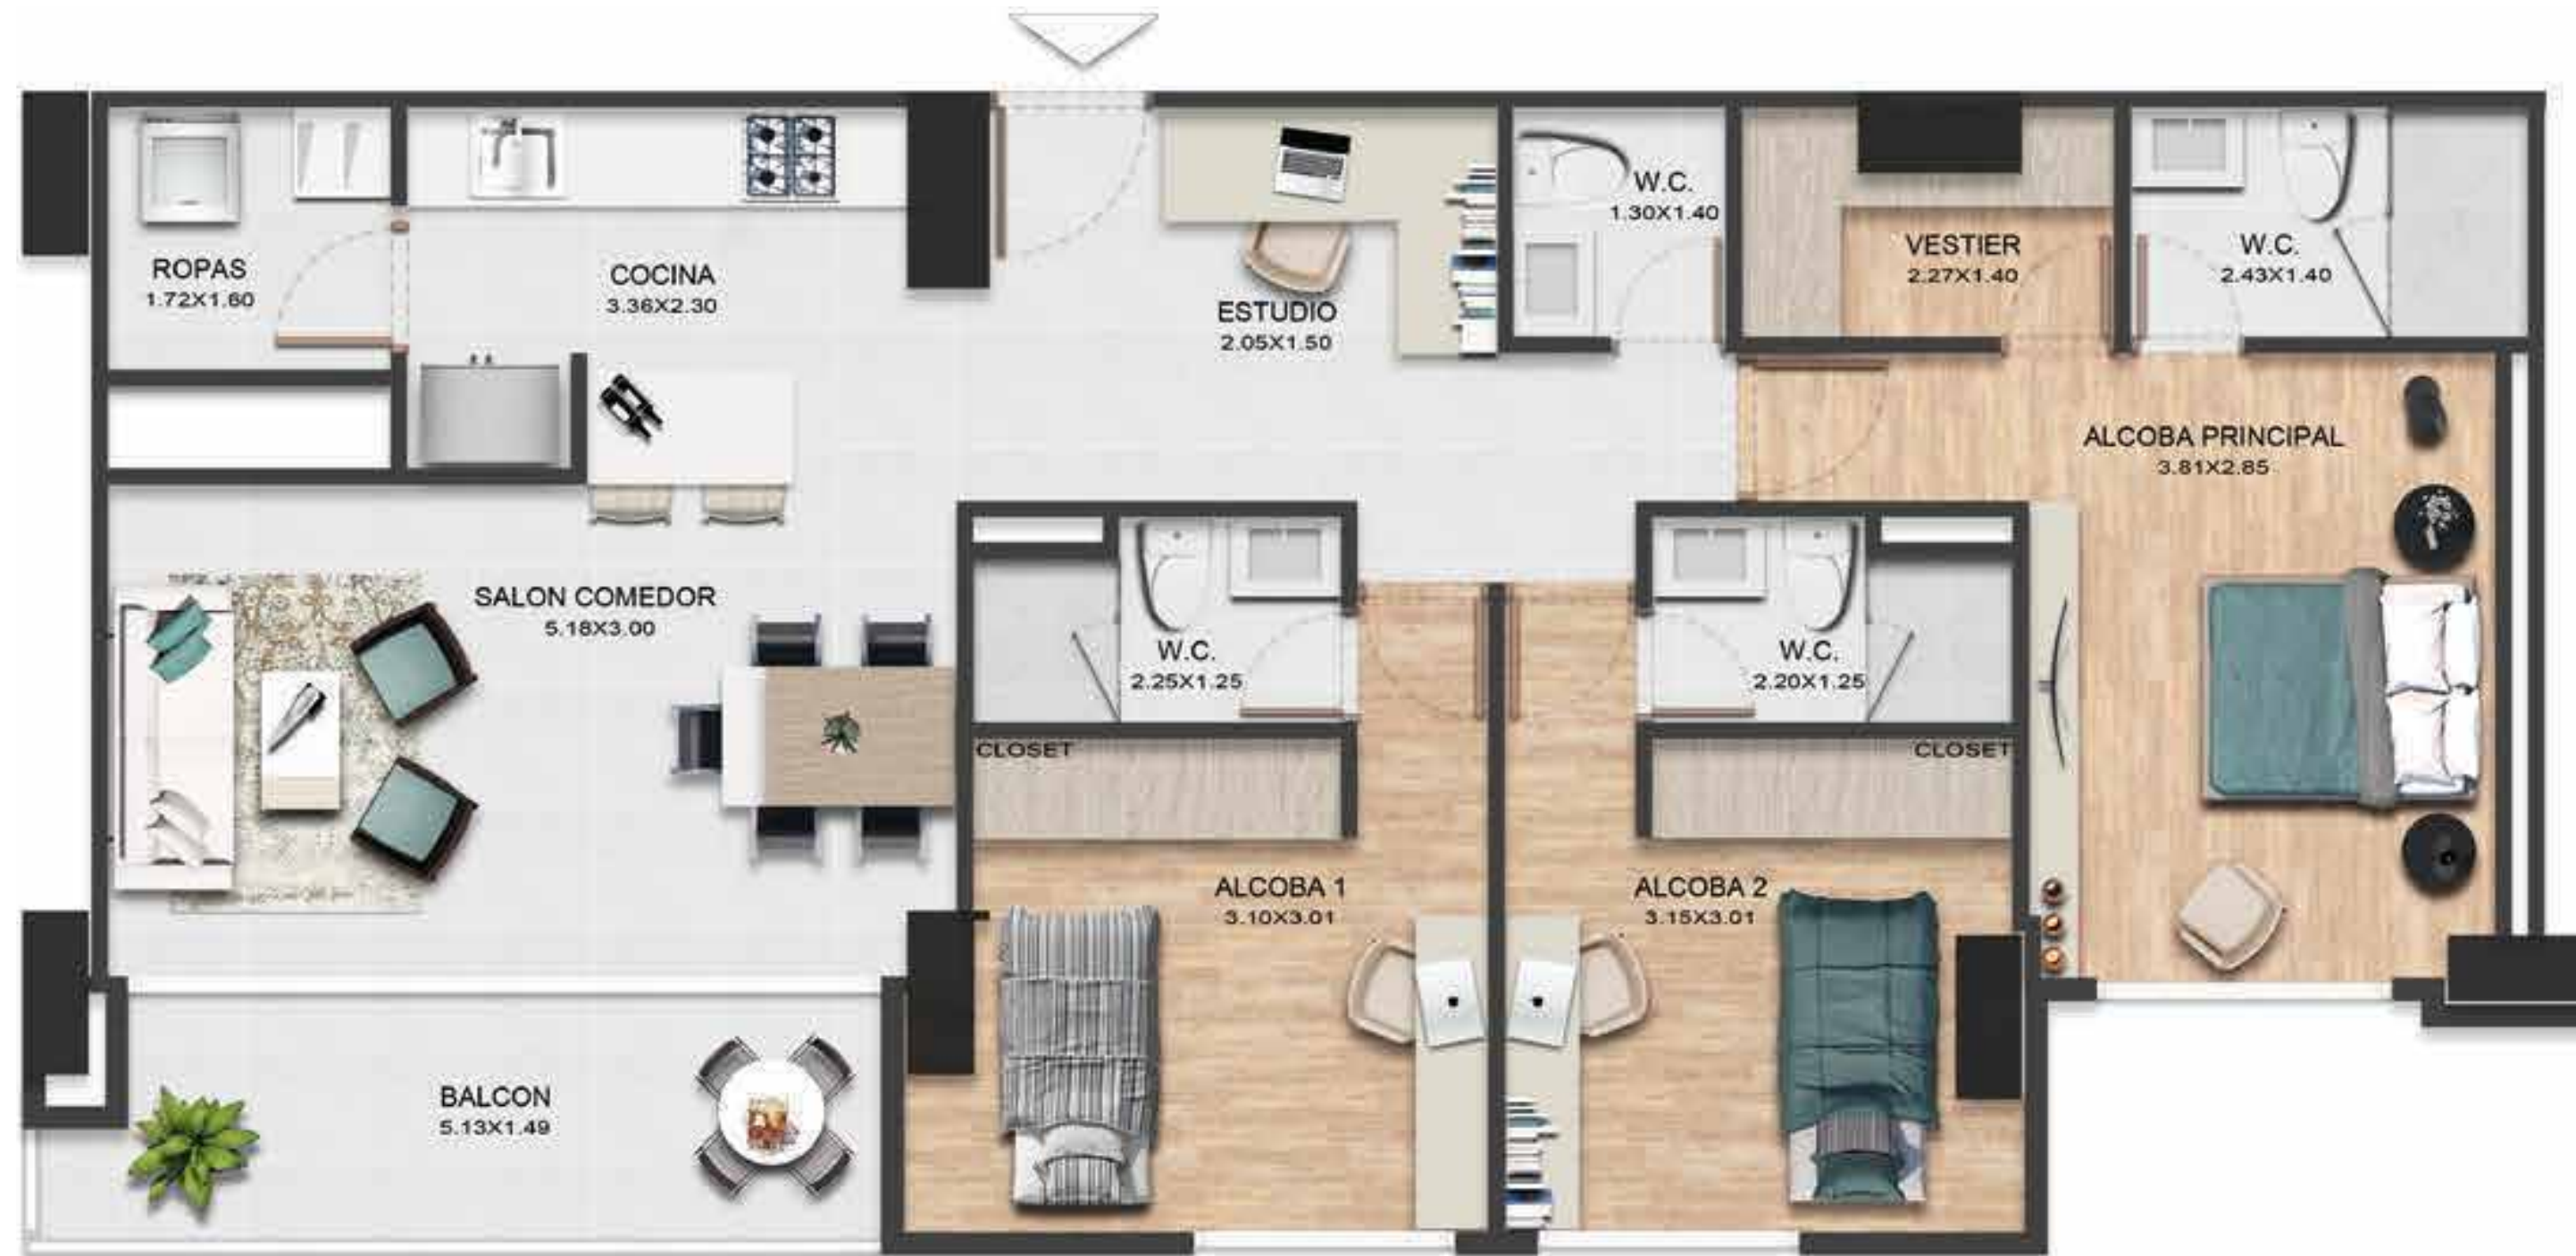 ROPAS
1.72X1.60
COCINA
3.36X2.30
ESTUDIO
2.05X1.50
W.C.
1.30X1.40
VESTIER
2.27X1.40
W.C.
2.43X1.40
ALCOBA PRINCIPAL
3.81X2.85
SALON COMEDOR
5.18X3.00
W.C.
2.25X1.25
W.C.
2.20X1.25
CLOSET
CLOSET
ALCOBA 1
3.10X3.01
ALCOBA 2
3.15X3.01
BALCON
5.13X1.49